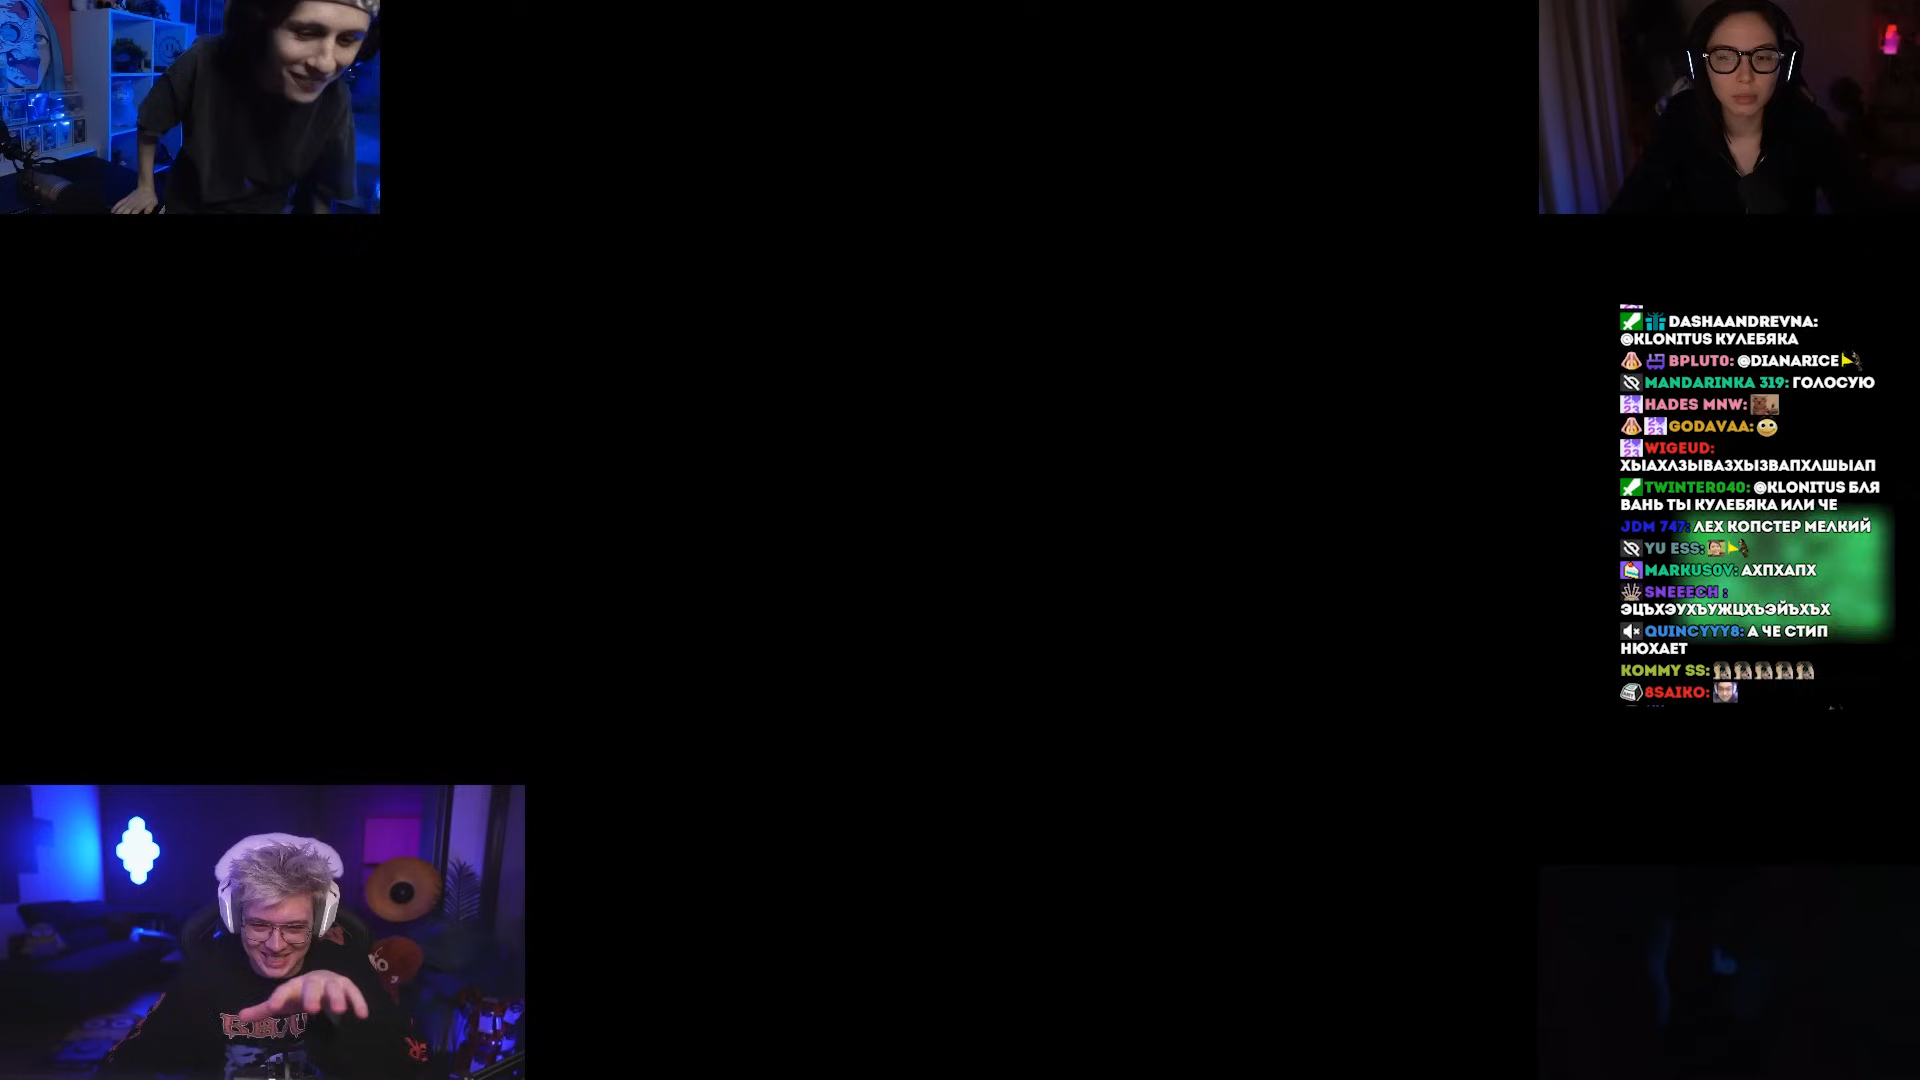 DASHAANDREVNA:
@KLONITUS КУЛЕБЯКА
BPLUT0: @DIANARICE
MANDARINKA 319: ГОЛОСУЮ
HADES MNW:
GODAVAA:
WIGEUD:
ХЫАХЛЗЫВАЗХЫЗВАПХЛШЫАП
TWINTER040: @KLONITUS БЛЯ
ВАНЬ ТЫ КУЛЕБЯКА ИЛИ ЧЕ
JDM 747: ЛЕХ КОПСТЕР МЕЛКИЙ
YU ESS:
MARKUS0V: АХПХАПХ
SNEEECH :
ЭЦЪХЭУХЪУЖЦХЪЭЙЪХЪХ
QUINCYYY8: А ЧЕ СТИП
НЮХАЕТ
KOMMY SS:
8SAIKO: